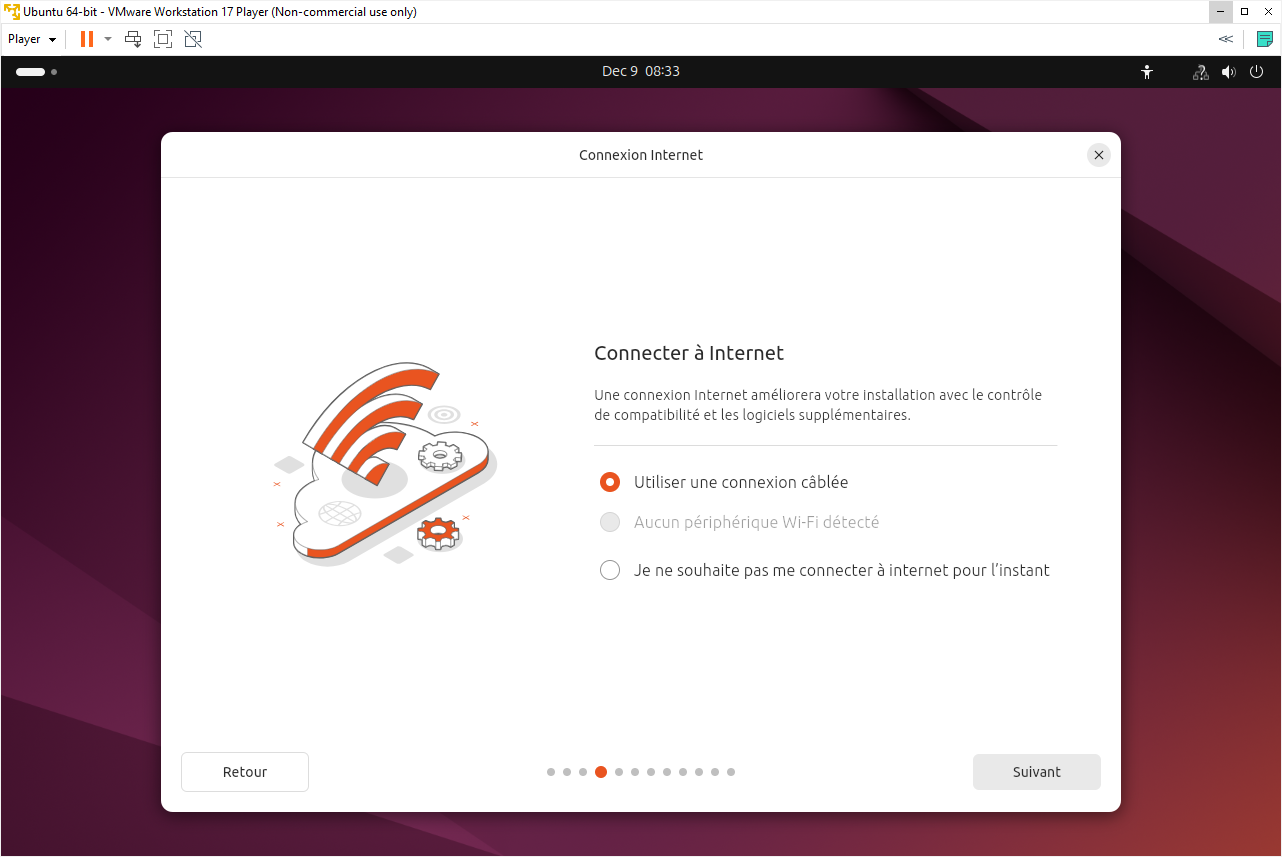 Ubuntu 64-bit - VMware Workstation 17 Player (Non-commercial use only)
Player
Dec 9 08:33
Connexion Internet
Connecter à Internet
Une connexion Internet améliorera votre installation avec le contrôle
de compatibilité et les logiciels supplémentaires.
Utiliser une connexion câblée
Aucun périphérique Wi-Fi détecté
Je ne souhaite pas me connecter à internet pour l’instant
Retour
Suivant